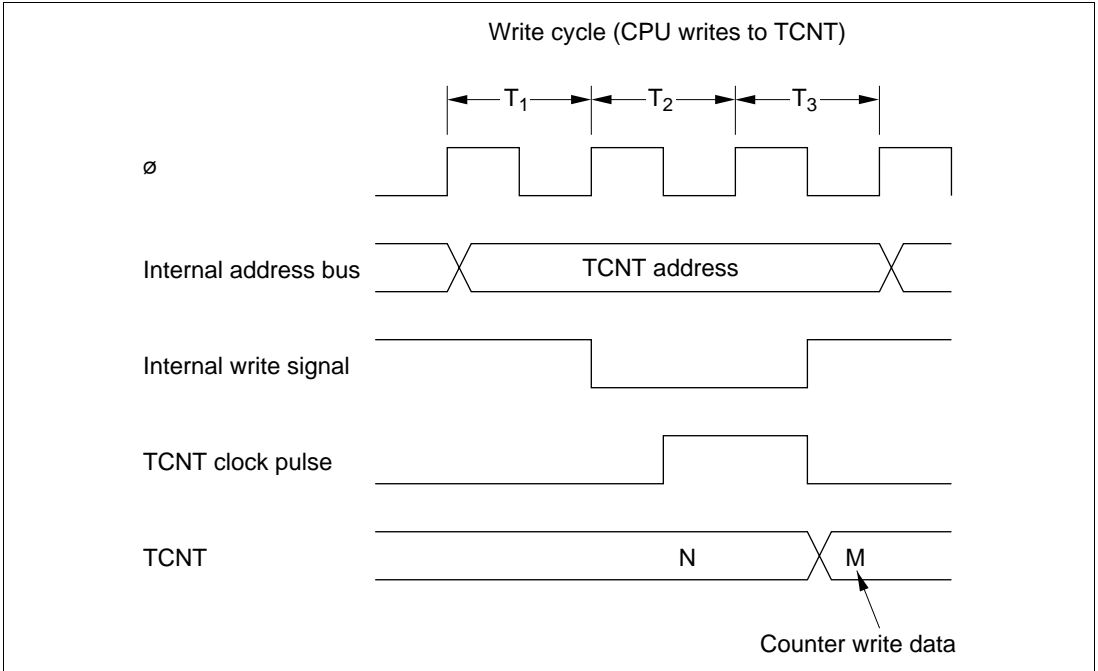 Write cycle (CPU writes to TCNT)
T1 T2 T3
ø
Internal address bus TCNT address
Internal write signal
TCNT clock pulse
TCNT N M
Counter write data